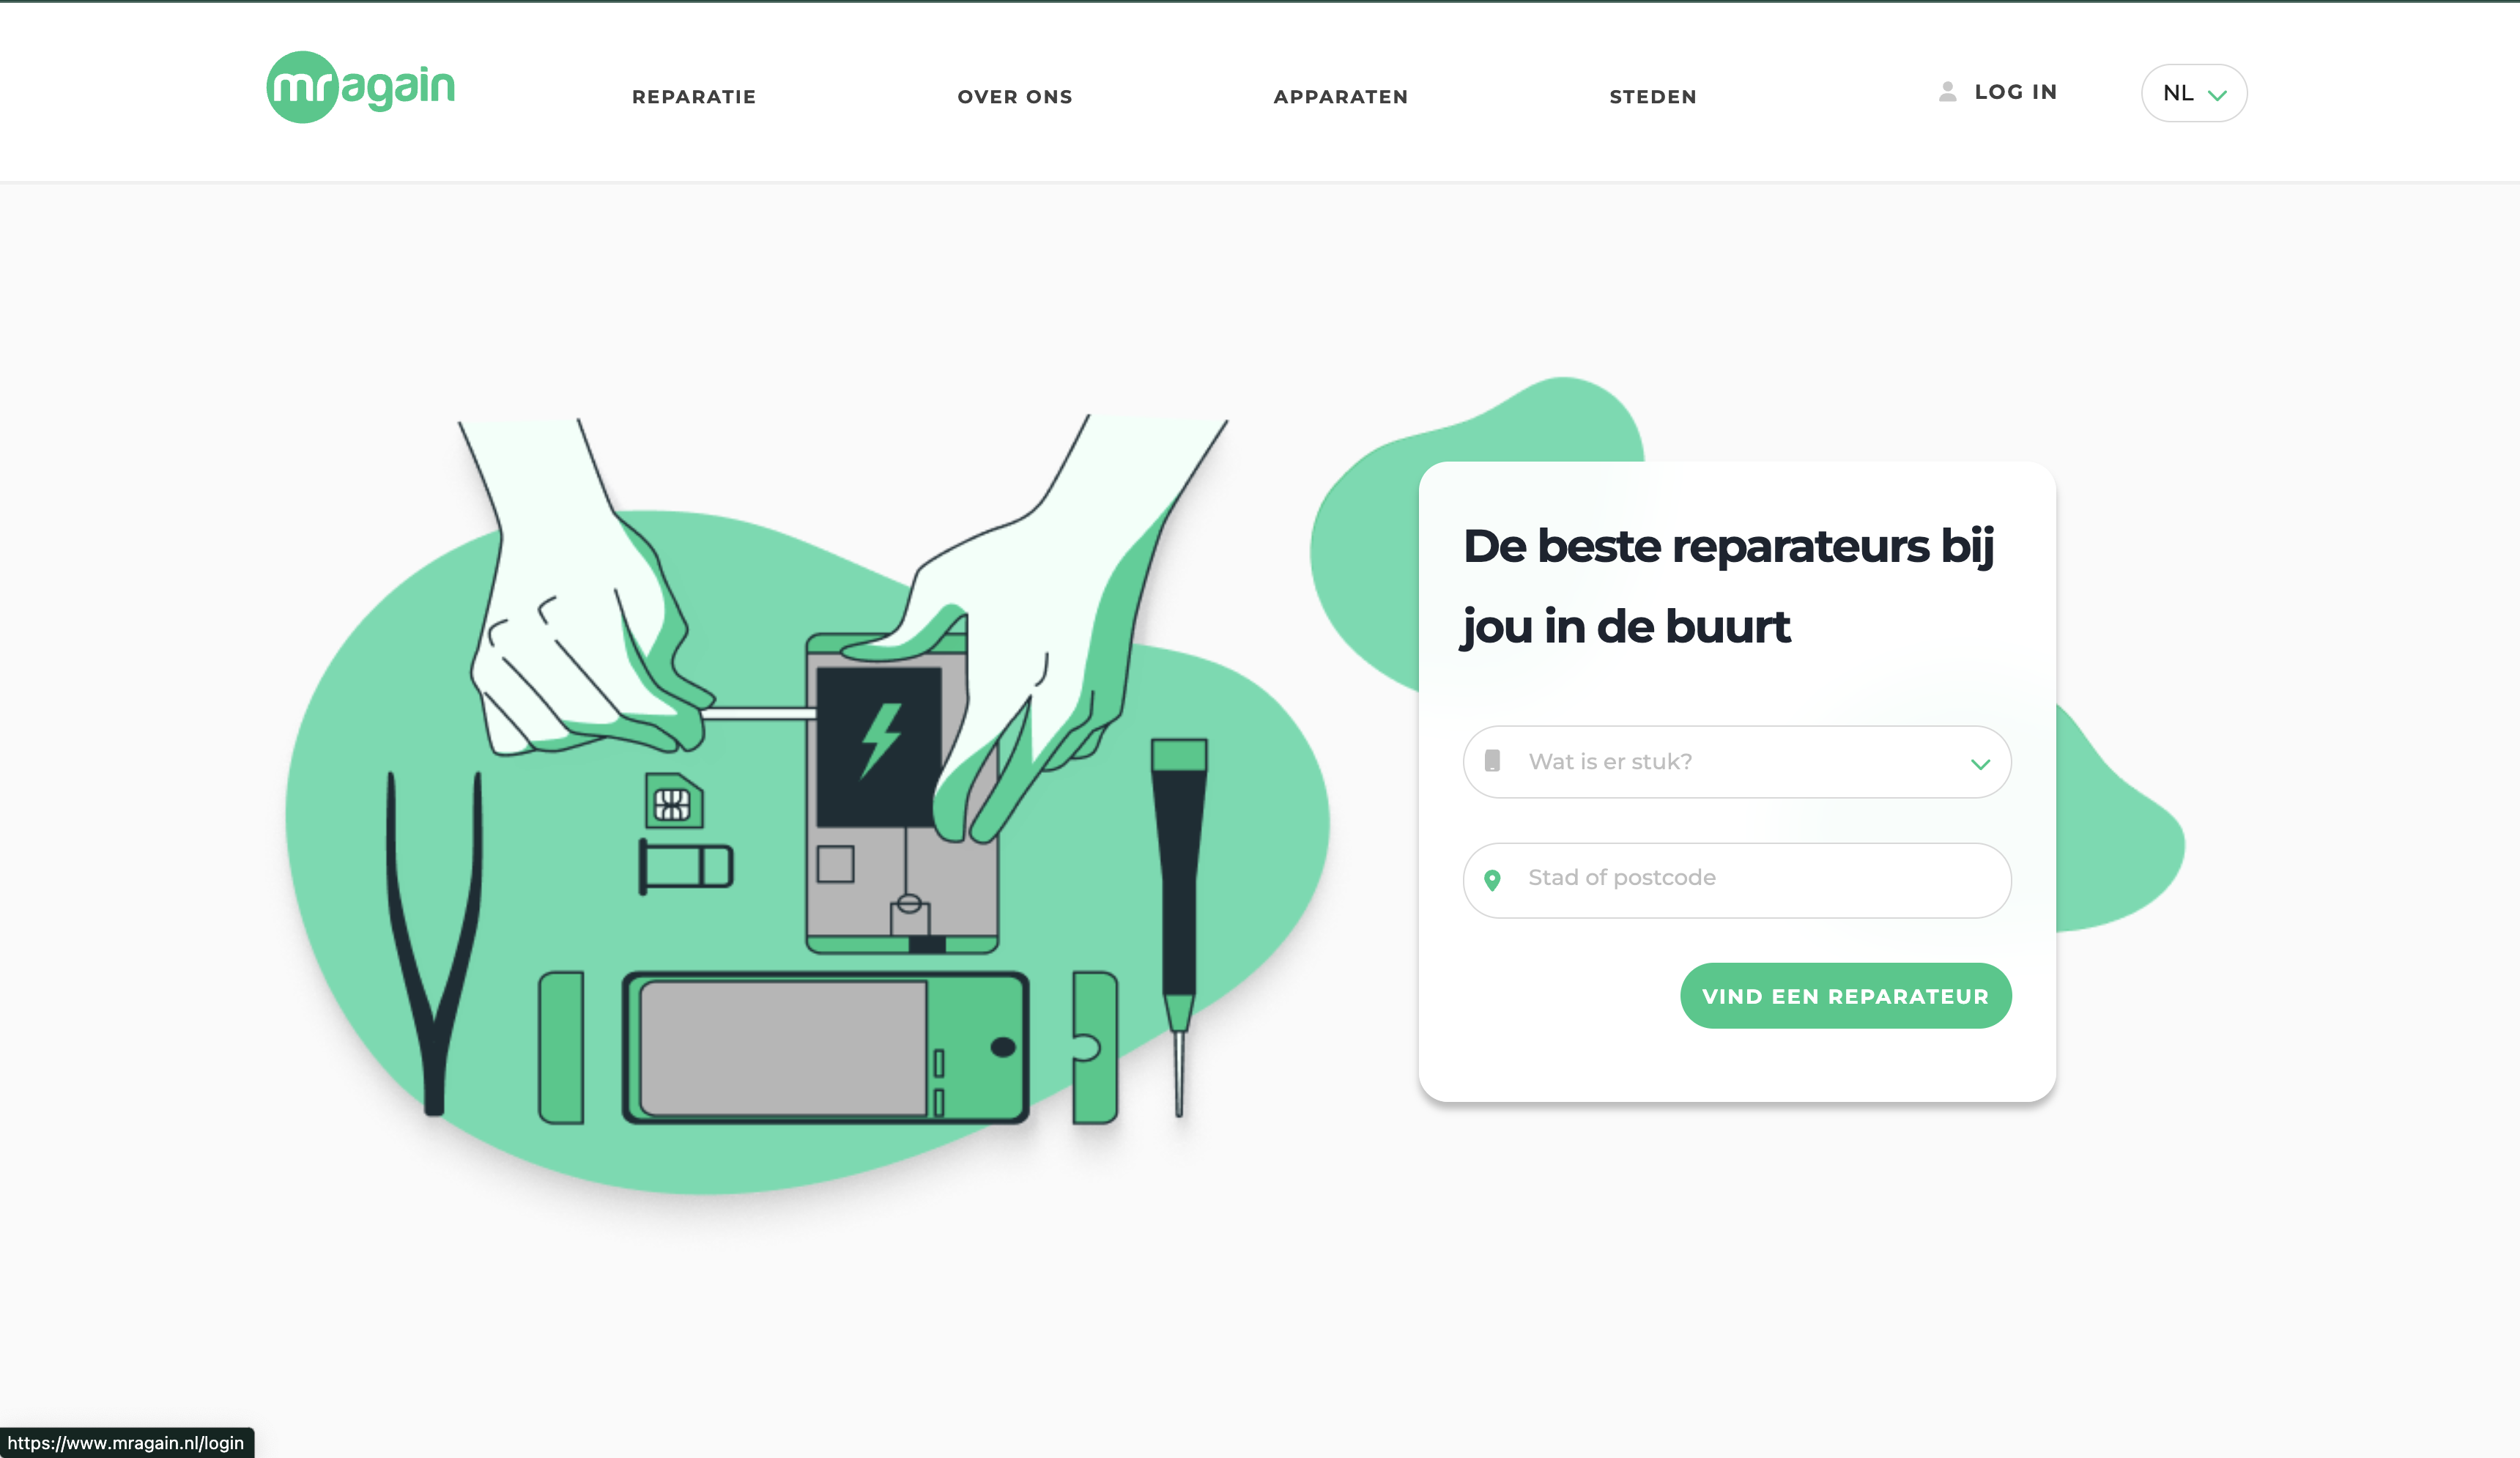 mragain
REPARATIE
OVER ONS
APPARATEN
STEDEN
LOG IN
NL
De beste reparateurs bij
jou in de buurt
Wat is er stuk?
Stad of postcode
VIND EEN REPARATEUR
https://www.mragain.nl/login